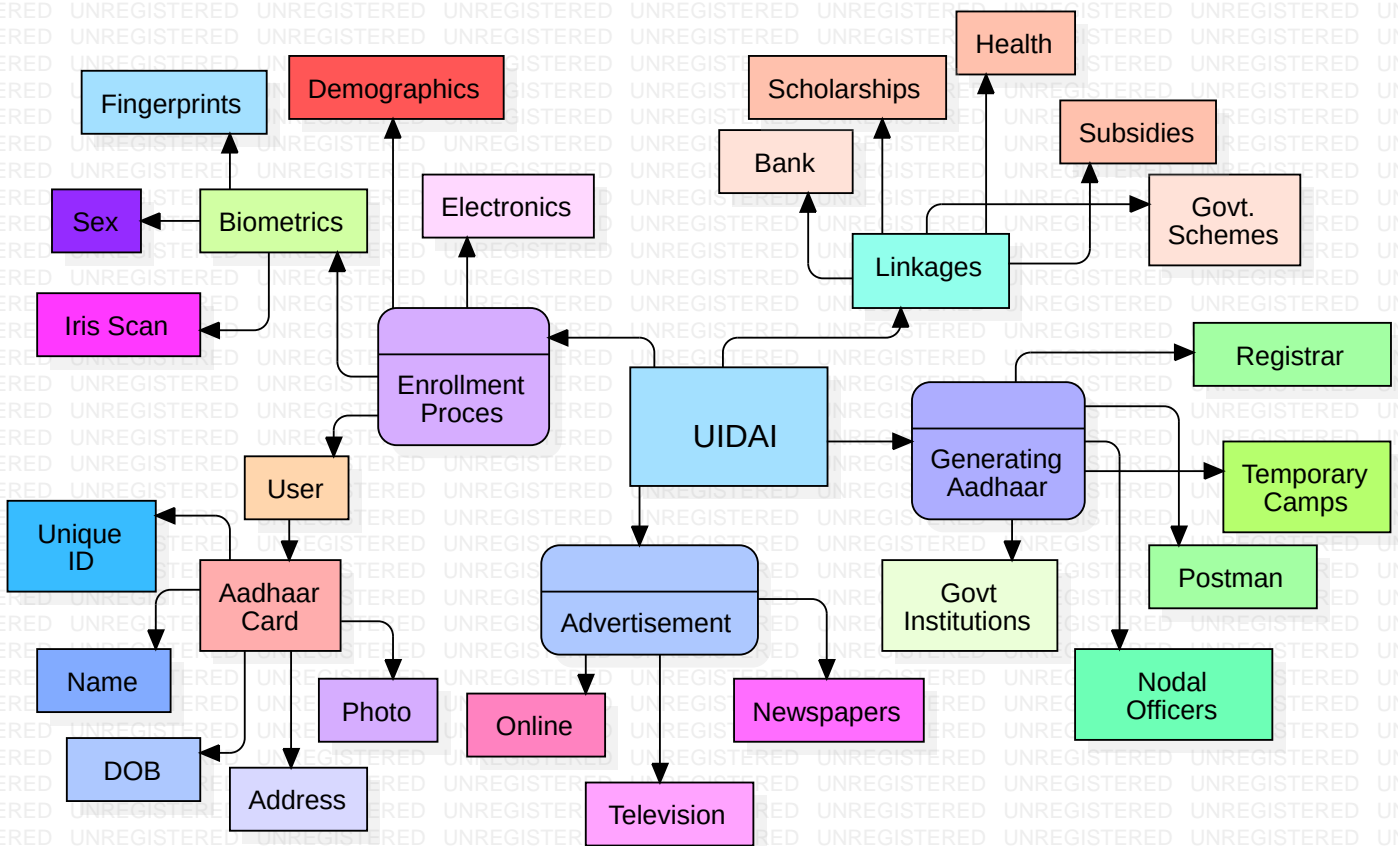 Health
Scholarships
Demographics
Fingerprints
Subsidies
Bank
Electronics
Sex
Biometrics
Govt.
Schemes
Linkages
Iris Scan
Registrar
Enrollment
Proces
UIDAI
Generating
Aadhaar
Temporary
Camps
User
Unique
ID
Postman
Aadhaar
Card
Govt
Institutions
Advertisement
Name
Photo
Newspapers
Nodal
Officers
Online
DOB
Address
Television
UNREGISTERED